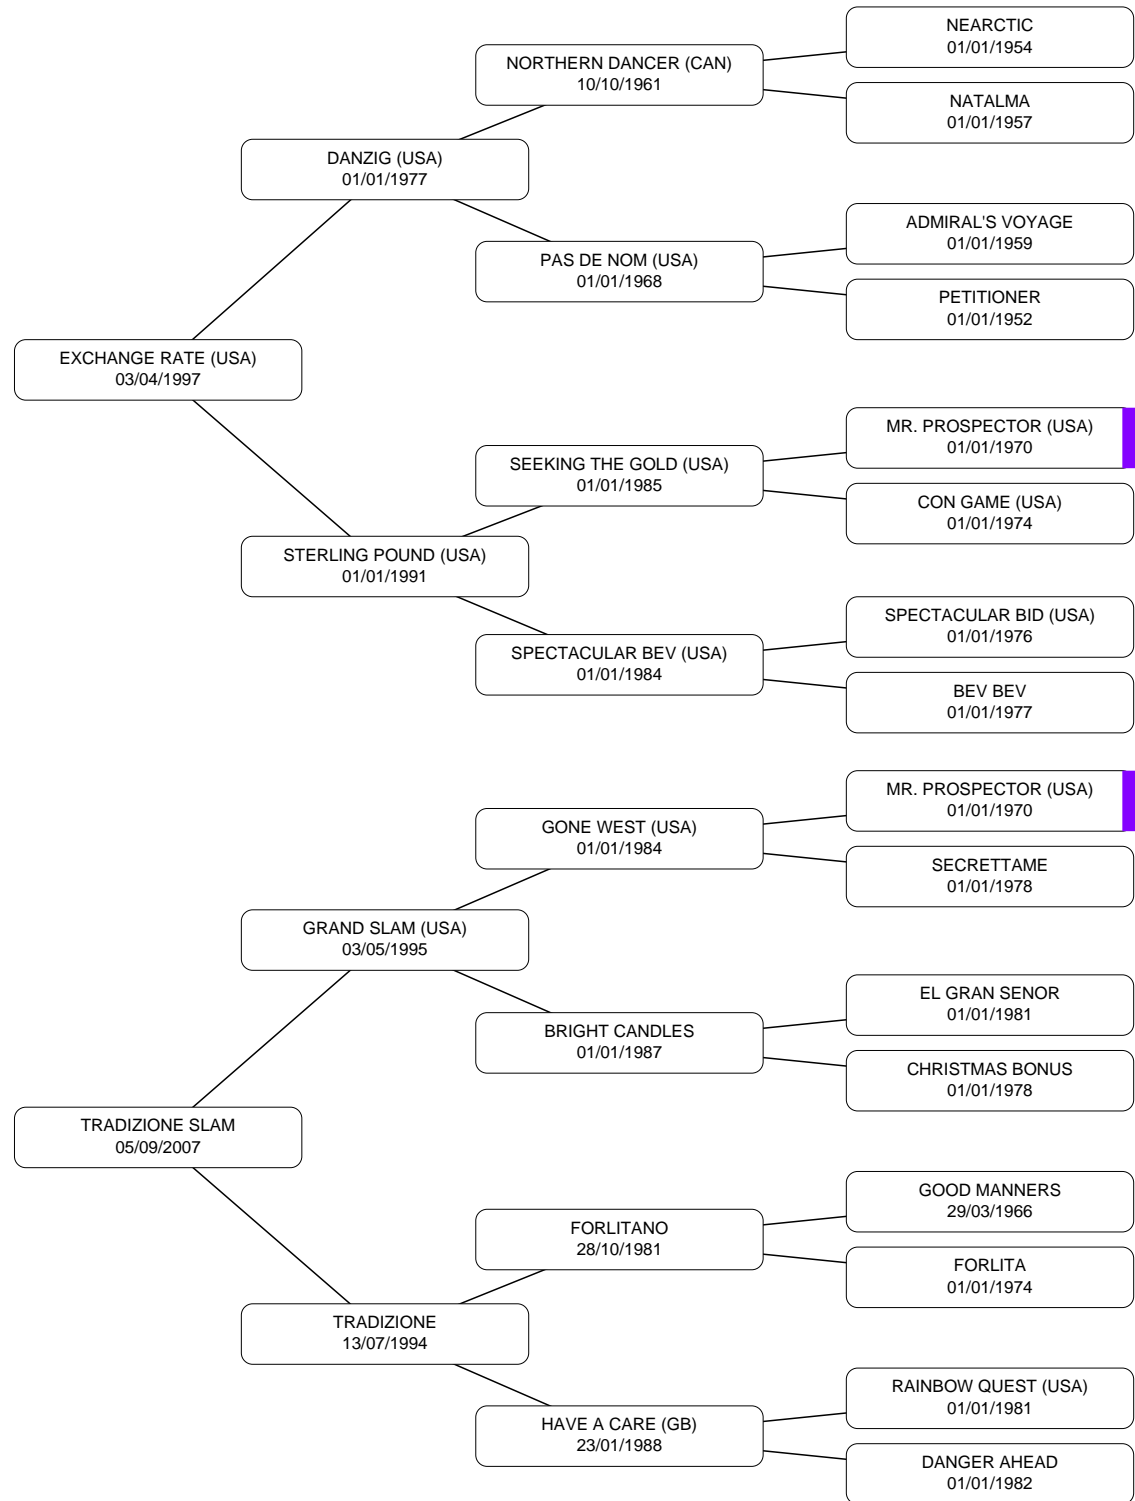 NEARCTIC
01/01/1954
NORTHERN DANCER (CAN)
10/10/1961
NATALMA
01/01/1957
DANZIG (USA)
01/01/1977
ADMIRAL'S VOYAGE
01/01/1959
PAS DE NOM (USA)
01/01/1968
PETITIONER
01/01/1952
EXCHANGE RATE (USA)
03/04/1997
MR. PROSPECTOR (USA)
01/01/1970
SEEKING THE GOLD (USA)
01/01/1985
CON GAME (USA)
01/01/1974
STERLING POUND (USA)
01/01/1991
SPECTACULAR BID (USA)
01/01/1976
SPECTACULAR BEV (USA)
01/01/1984
BEV BEV
01/01/1977
MR. PROSPECTOR (USA)
01/01/1970
GONE WEST (USA)
01/01/1984
SECRETTAME
01/01/1978
GRAND SLAM (USA)
03/05/1995
EL GRAN SENOR
01/01/1981
BRIGHT CANDLES
01/01/1987
CHRISTMAS BONUS
01/01/1978
TRADIZIONE SLAM
05/09/2007
GOOD MANNERS
29/03/1966
FORLITANO
28/10/1981
FORLITA
01/01/1974
TRADIZIONE
13/07/1994
RAINBOW QUEST (USA)
01/01/1981
HAVE A CARE (GB)
23/01/1988
DANGER AHEAD
01/01/1982